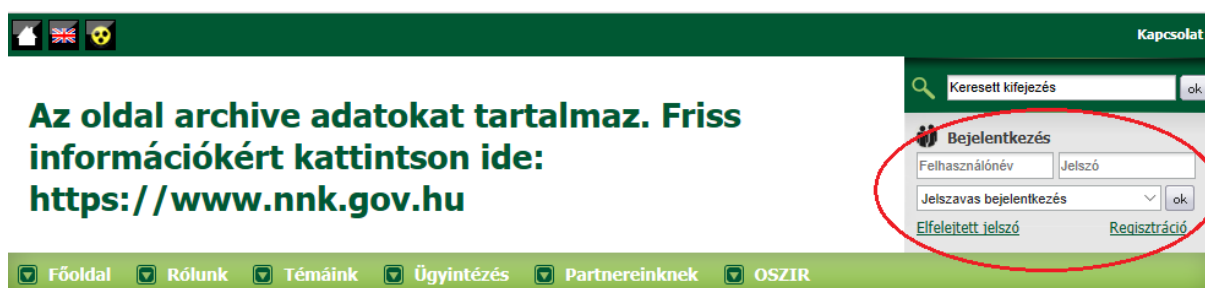 Kapcsolat
Keresett kifejezés
ok
Az oldal archive adatokat tartalmaz. Friss
információkért kattintson ide:
https://www.nnk.gov.hu
Bejelentkezés
Felhasználónév Jelszó
Jelszavas bejelentkezés ok
Elfelejtett jelszó Regisztráció
Főoldal Rólunk Témáink Ügyintézés Partnereinknek OSZIR